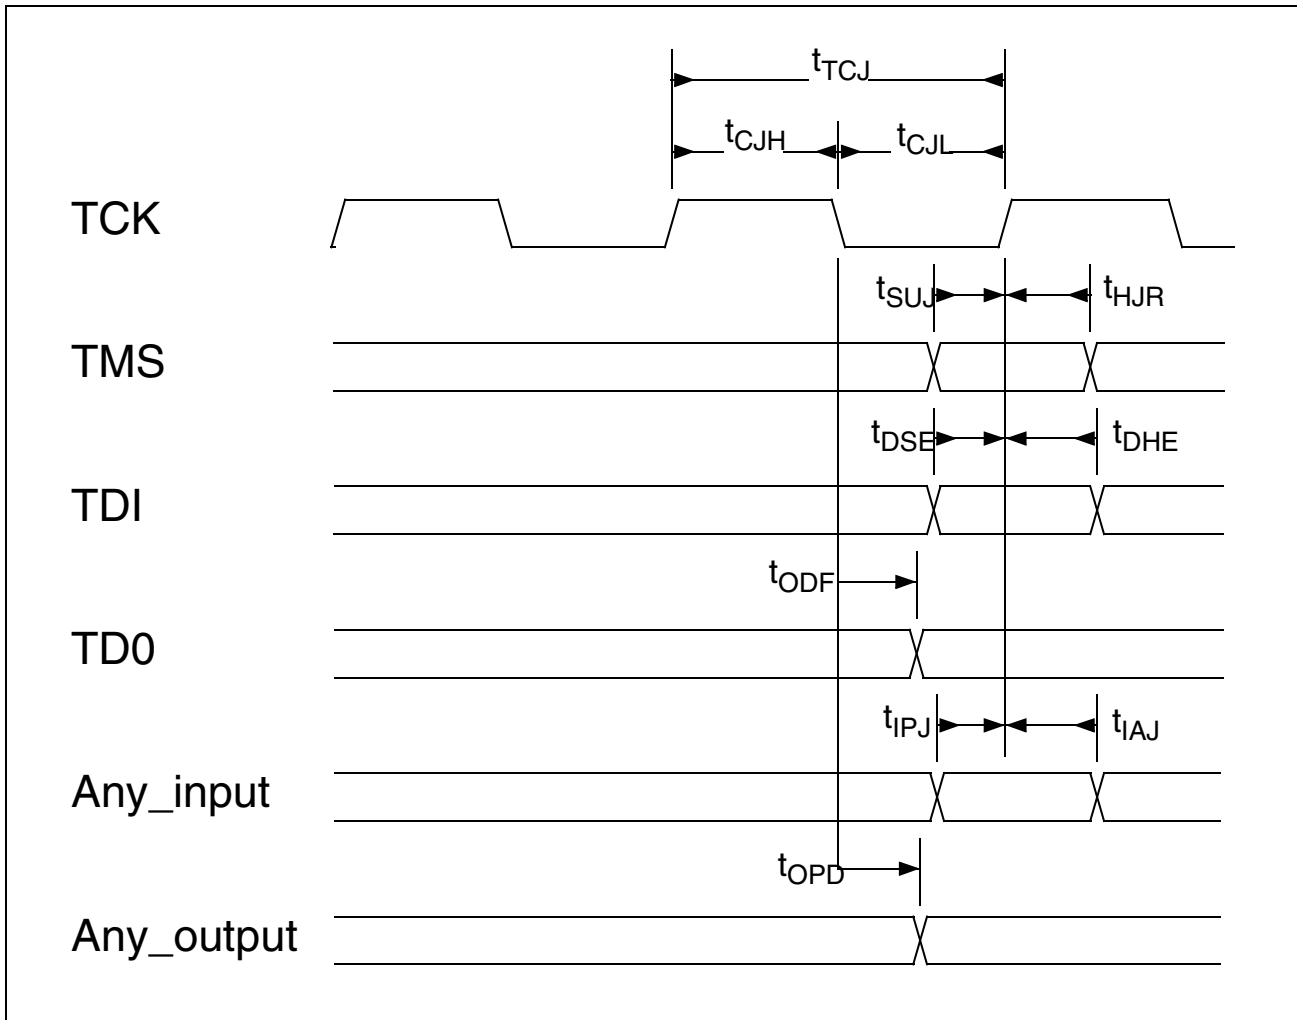 tTCJ
tCJH tCJL
TCK
tSUJ tHJR
TMS
tDSE tDHE
TDI
tODF
TD0
tIPJ tIAJ
Any_input
tOPD
Any_output